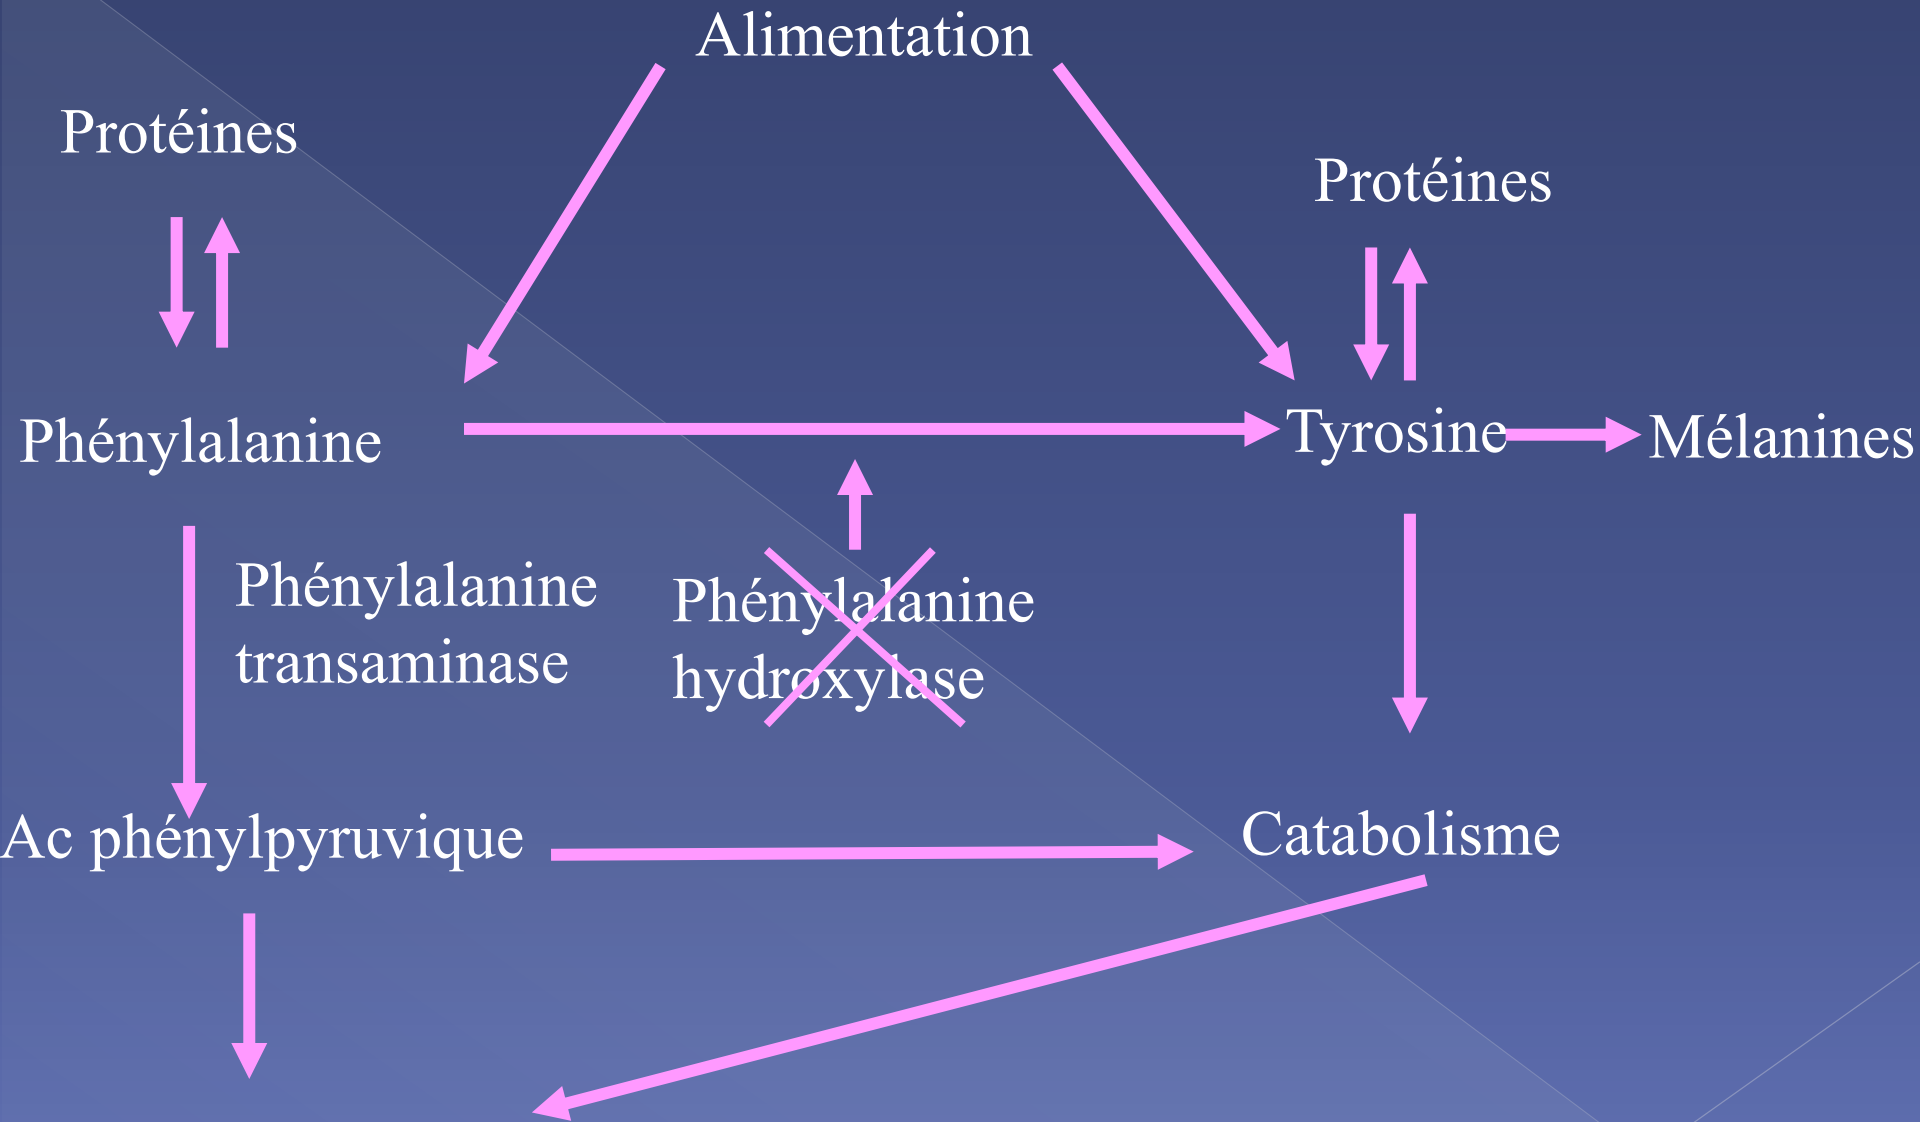 Alimentation
Protéines
Protéines
Phénylalanine
Tyrosine
Mélanines
Phénylalanine
transaminase
Phénylalanine
hydroxylase
Ac phénylpyruvique
Catabolisme